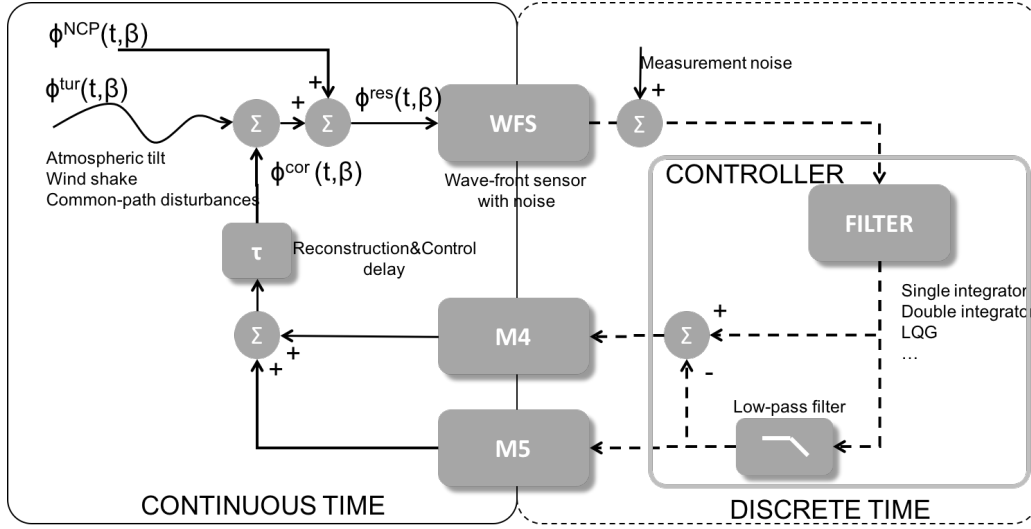 ϕNCP(t,β)
ϕtur(t,β)
Atmospheric tilt
Wind shake
Common-path disturbances
Σ
+
Σ
+
ϕres(t,β)
WFS
Wave-front sensor
with noise
Measurement noise
+
Σ
ϕcor (t,β)
τ
Reconstruction&Control
delay
CONTROLLER
FILTER
Single integrator
Double integrator
LQG
...
Σ
+
+
M4
Σ
+
-
M5
Low-pass filter
CONTINUOUS TIME
DISCRETE TIME